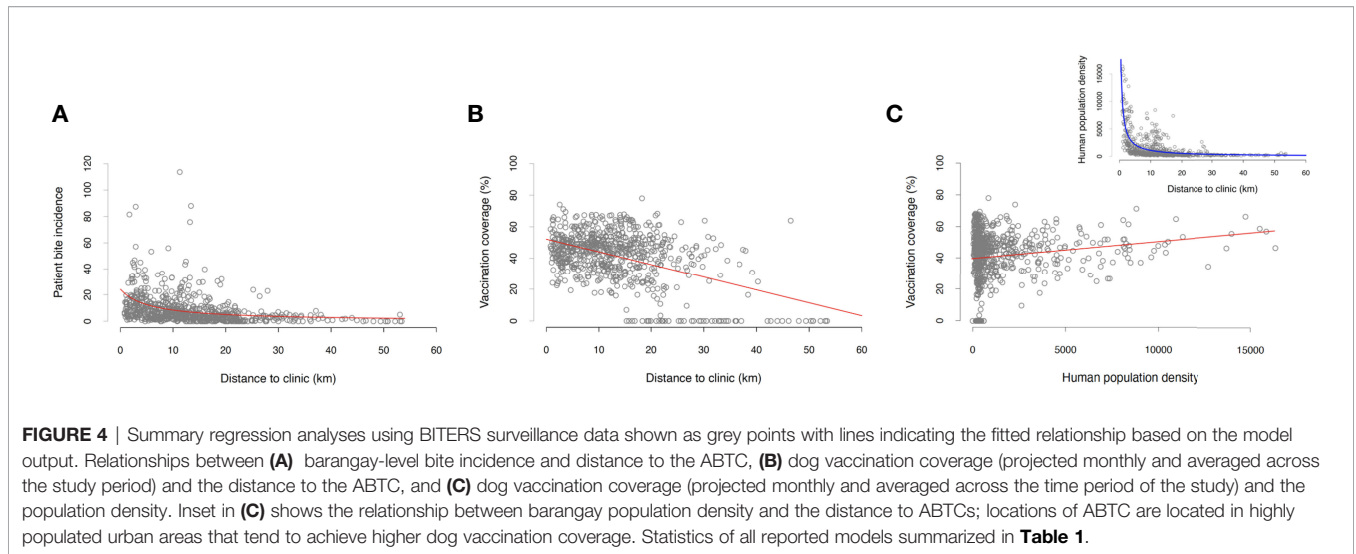 A
Patient bite incidence
120
100
80
60
40
20
0
0 10 20 30 40 50 60
Distance to clinic (km)
B
Vaccination coverage (%)
100
80
60
40
20
0
0 10 20 30 40 50 60
Distance to clinic (km)
C
Vaccination coverage (%)
100
80
60
40
20
0
0 5000 10000 15000
Human population density
Human population density
15000
10000
5000
0
0 10 20 30 40 50 60
Distance to clinic (km)
FIGURE 4 | Summary regression analyses using BITERS surveillance data shown as grey points with lines indicating the fitted relationship based on the model
output. Relationships between (A) barangay-level bite incidence and distance to the ABTC, (B) dog vaccination coverage (projected monthly and averaged across
the study period) and the distance to the ABTC, and (C) dog vaccination coverage (projected monthly and averaged across the time period of the study) and the
population density. Inset in (C) shows the relationship between barangay population density and the distance to ABTCs; locations of ABTC are located in highly
populated urban areas that tend to achieve higher dog vaccination coverage. Statistics of all reported models summarized in Table 1.